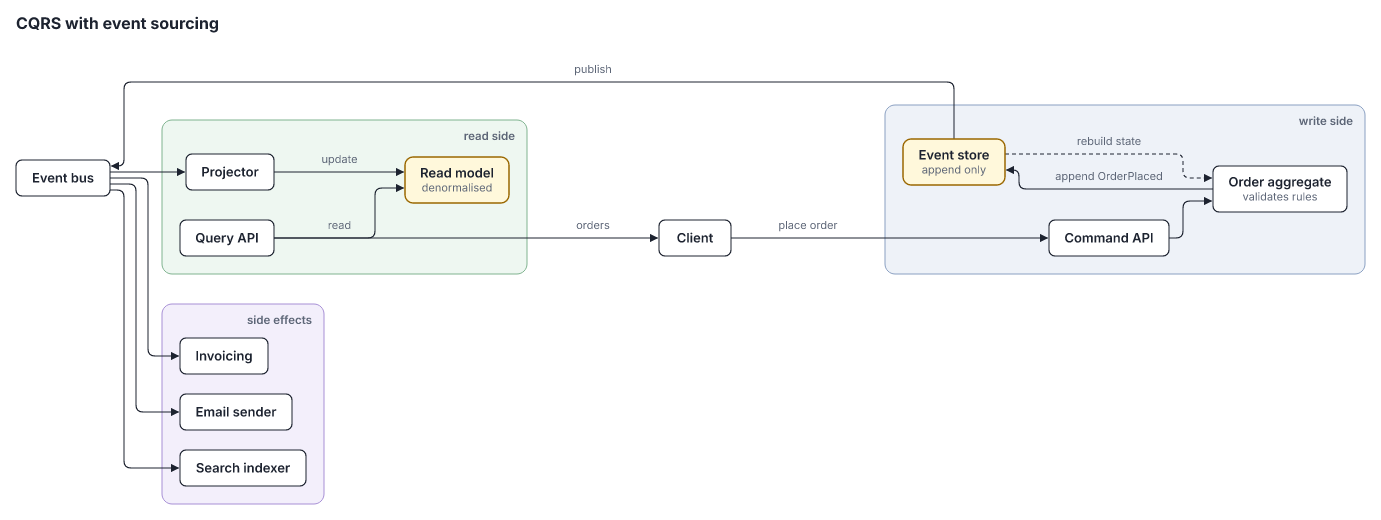 CQRS with event sourcing
publish
read side
write side
Event bus
Projector
update
Read model
denormalised
Query API
read
orders
Client
place order
Event store
append only
rebuild state
append OrderPlaced
Order aggregate
validates rules
Command API
side effects
Invoicing
Email sender
Search indexer